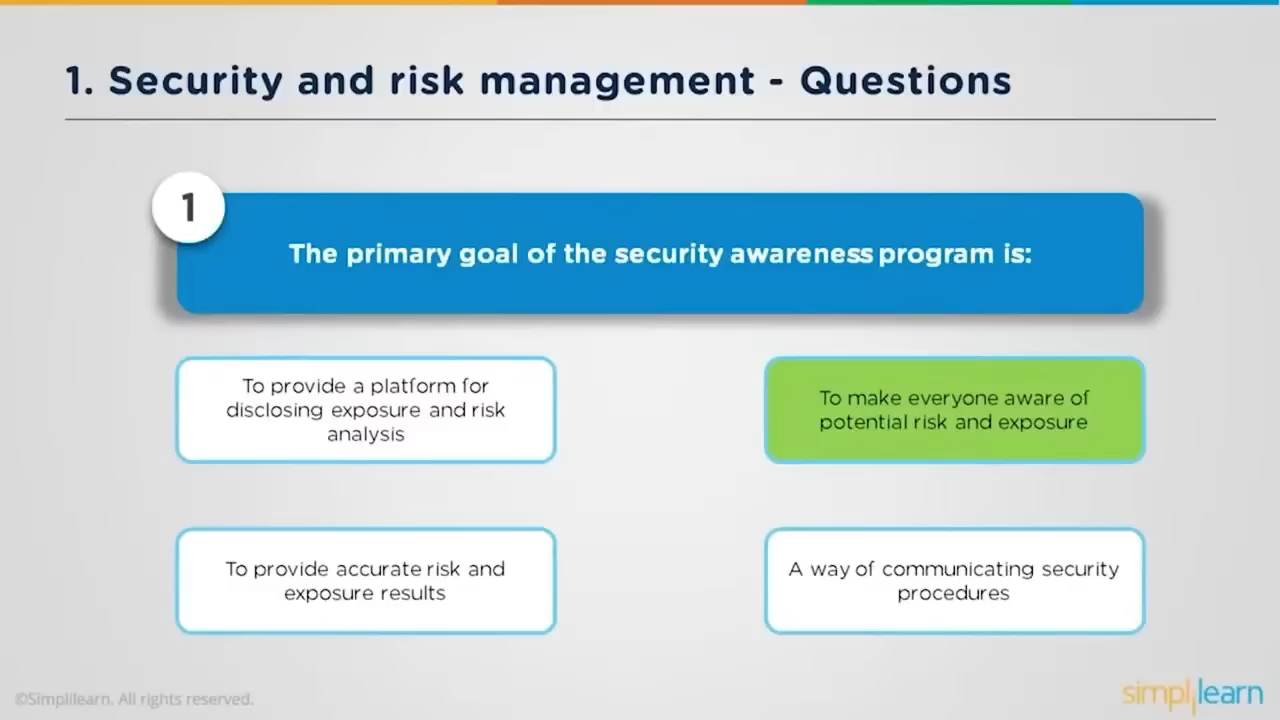 1. Security and risk management - Questions
1
The primary goal of the security awareness program is:
To provide a platform for
disclosing exposure and risk
analysis
To make everyone aware of
potential risk and exposure
To provide accurate risk and
exposure results
A way of communicating security
procedures
©Simplilearn. All rights reserved.
simplilearn